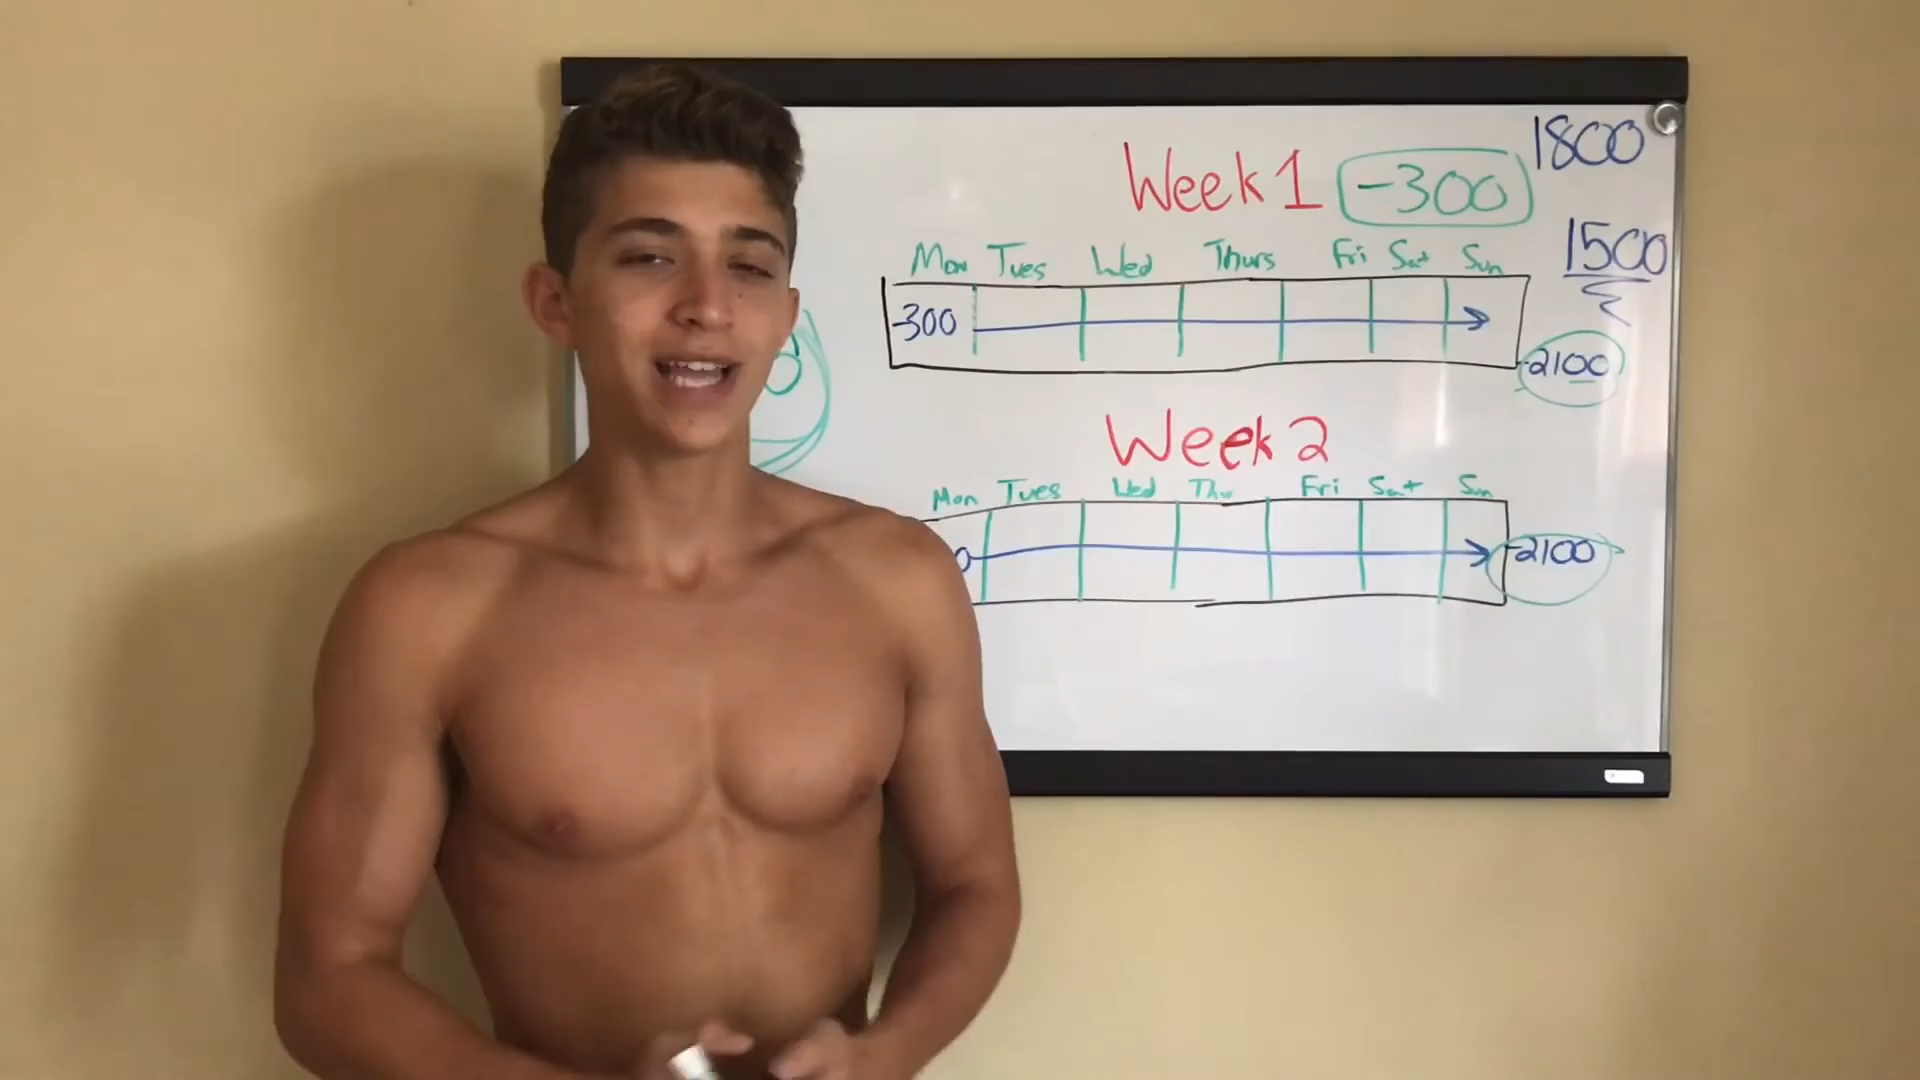 1800
Week 1 -300
1500
Mon Tues Wed Thurs Fri Sat Sun
-300
-2100
Week 2
Mon Tues Wed Thu Fri Sat Sun
0
-2100